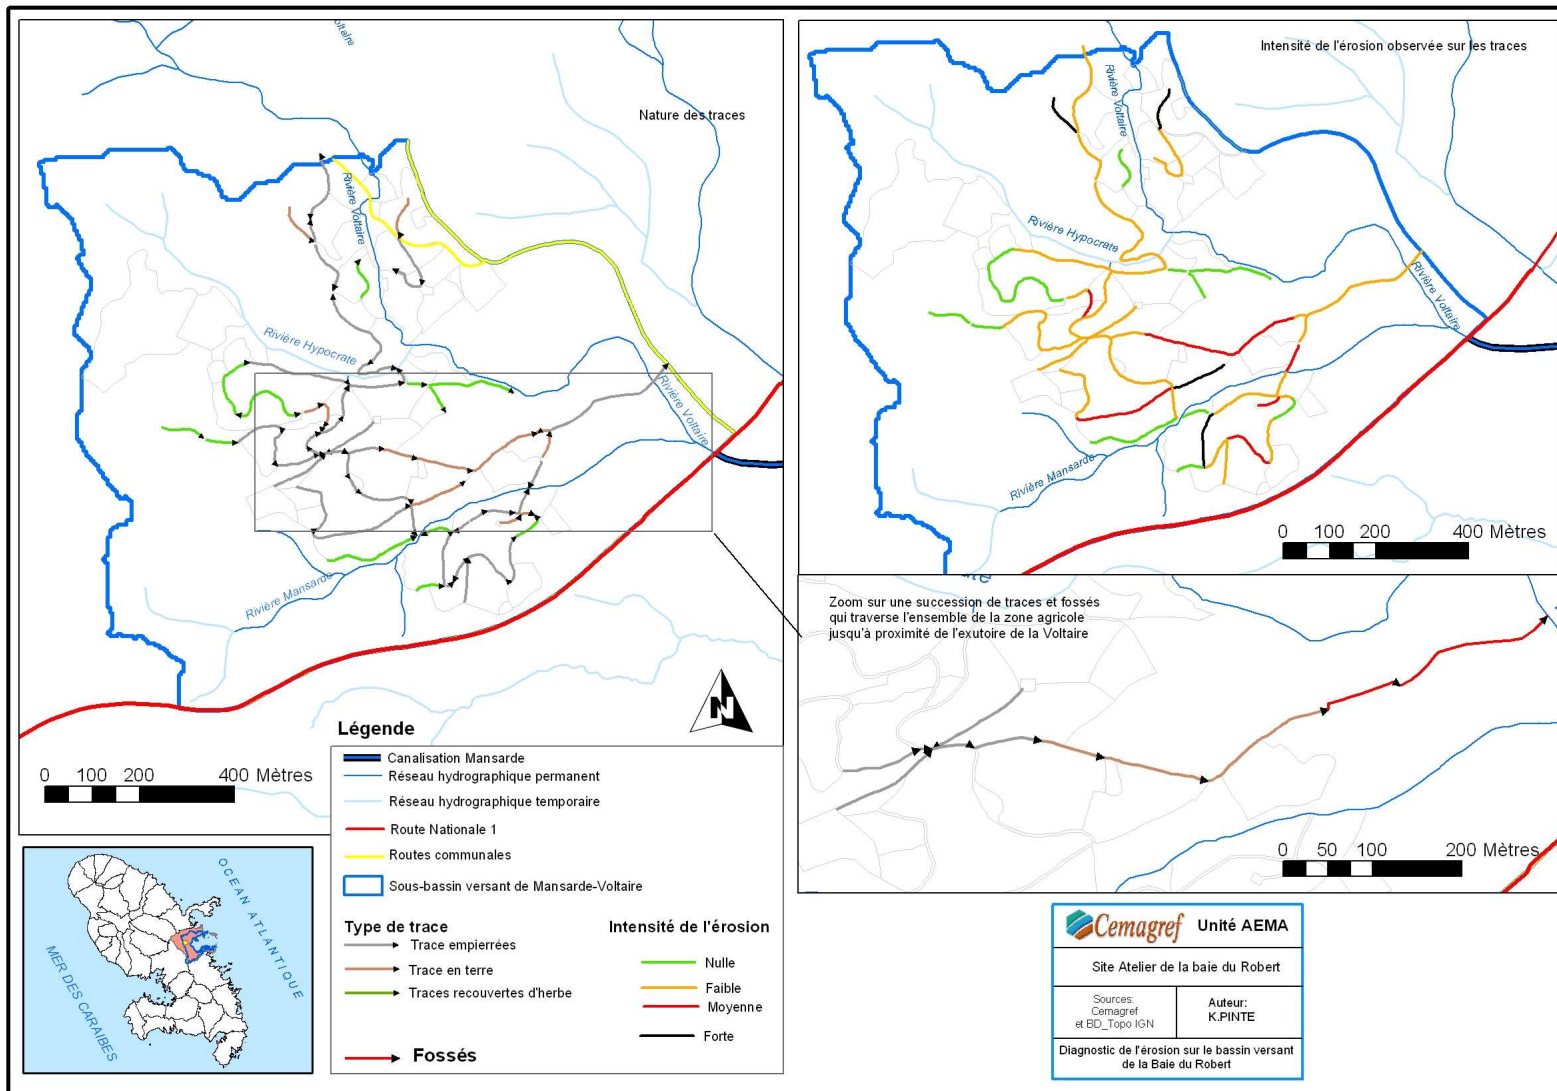 oltaire
Nature des traces
Rivière Voltaire
Rivière Hypocrate
Rivière Voltaire
Rivière Mansarde
N
0 100 200 400 Mètres
Légende
Canalisation Mansarde
Réseau hydrographique permanent
Réseau hydrographique temporaire
Route Nationale 1
Routes communales
Sous-bassin versant de Mansarde-Voltaire
Type de trace
Trace empierrées
Trace en terre
Traces recouvertes d'herbe
Fossés
Intensité de l'érosion
Nulle
Faible
Moyenne
Forte
OCEAN ATLANTIQUE
MER DES CARAIBES
Intensité de l'érosion observée sur les traces
Rivière Voltaire
Rivière Hypocrate
Rivière Voltaire
Rivière Mansarde
0 100 200 400 Mètres
Zoom sur une succession de traces et fossés
qui traverse l'ensemble de la zone agricole
jusqu'à proximité de l'exutoire de la Voltaire
0 50 100 200 Mètres
Cemagref Unité AEMA
Site Atelier de la baie du Robert
Sources:
Cemagref
et BD_Topo IGN
Auteur:
K.PINTE
Diagnostic de l'érosion sur le bassin versant
de la Baie du Robert